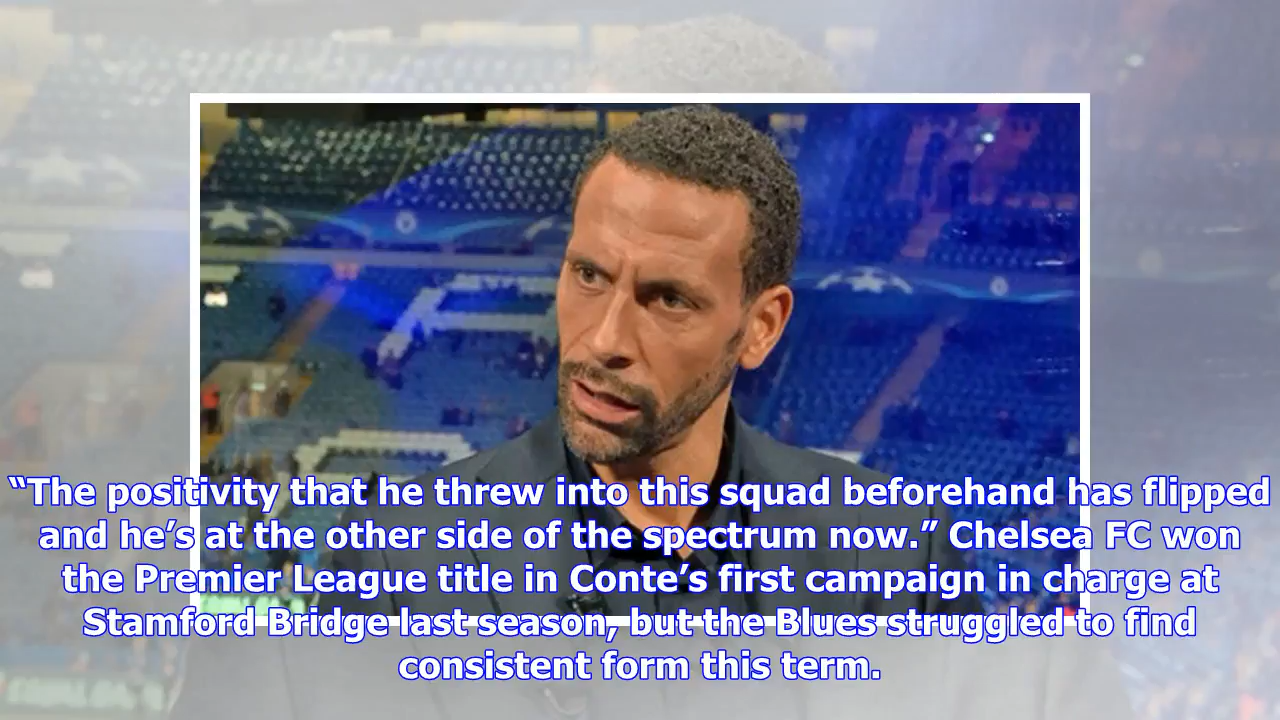 “The positivity that he threw into this squad beforehand has flipped
and he’s at the other side of the spectrum now.” Chelsea FC won
the Premier League title in Conte’s first campaign in charge at
Stamford Bridge last season, but the Blues struggled to find
consistent form this term.